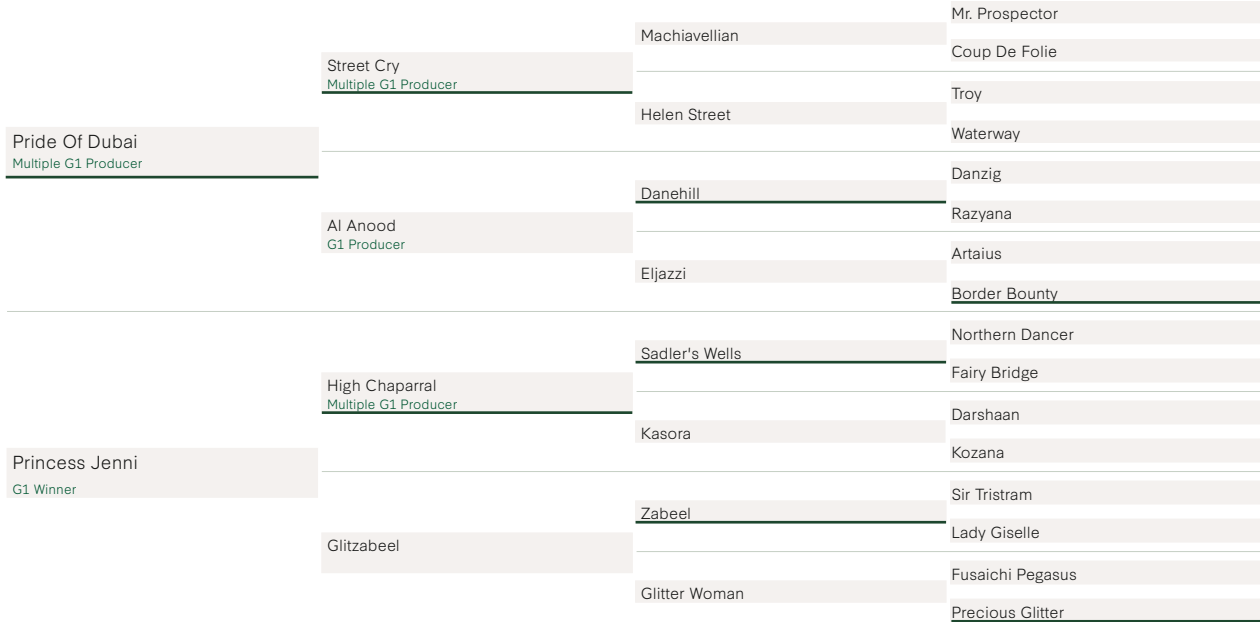 Mr. Prospector
Machiavellian
Coup De Folie
Street Cry
Multiple G1 Producer
Troy
Helen Street
Waterway
Pride Of Dubai
Multiple G1 Producer
Danzig
Danehill
Razyana
Al Anood
G1 Producer
Artaius
Eljazzi
Border Bounty
Northern Dancer
Sadler's Wells
Fairy Bridge
High Chaparral
Multiple G1 Producer
Darshaan
Kasora
Kozana
Princess Jenni
G1 Winner
Sir Tristram
Zabeel
Lady Giselle
Glitzabeel
Fusaichi Pegasus
Glitter Woman
Precious Glitter